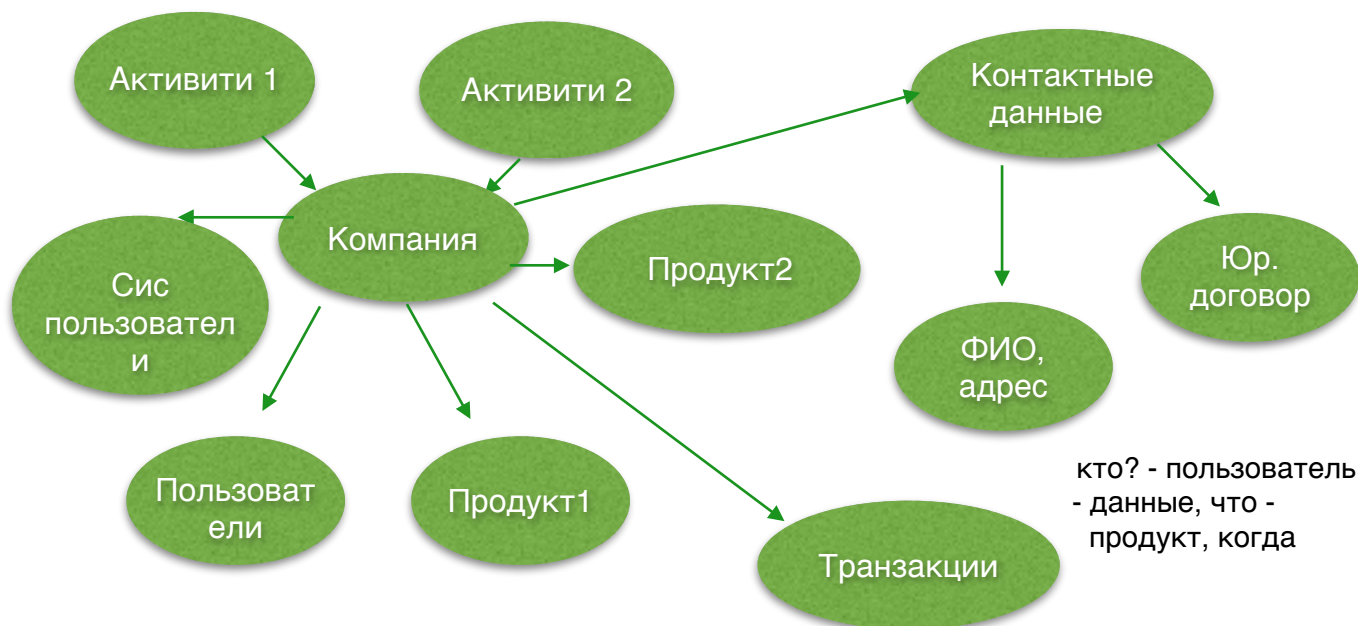 Активити 1
Активити 2
Контактные
данные
Компания
Продукт2
Юр.
договор
Сис
пользовател
и
ФИО,
адрес
Пользоват
ели
Продукт1
Транзакции
кто? - пользователь
- данные, что -
продукт, когда